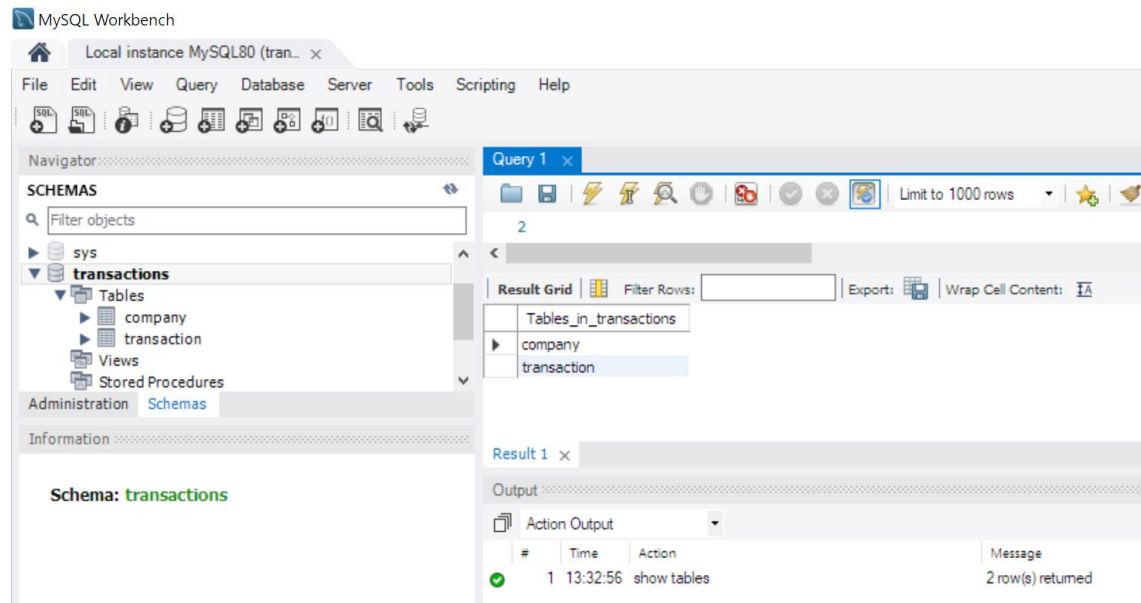 MySQL Workbench
Local instance MySQL80 (tran...
File Edit View Query Database Server Tools Scripting Help
Navigator
SCHEMAS
Filter objects
sys
transactions
Tables
company
transaction
Views
Stored Procedures
Administration Schemas
Information
Schema: transactions
Query 1
Limit to 1000 rows
2
Result Grid Filter Rows: Export: Wrap Cell Content:
Tables_in_transactions
company
transaction
Result 1
Output
Action Output
# Time Action Message
1 13:32:56 show tables 2 row(s) returned